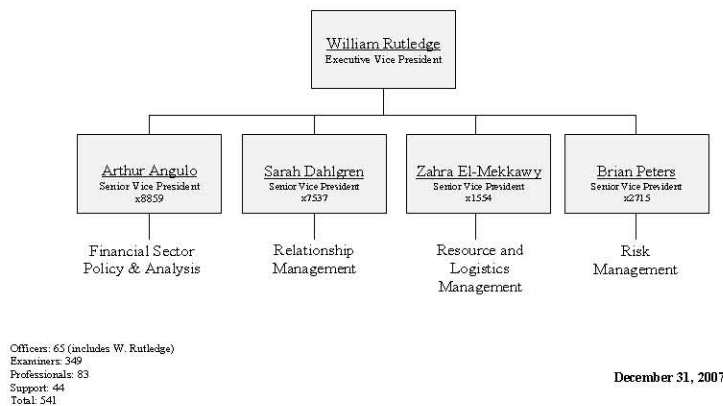 William Rutledge
Executive Vice President
Arthur Angulo
Senior Vice President
x8859
Sarah Dahlgren
Senior Vice President
x7537
Zahra El-Mekkawy
Senior Vice President
x1554
Brian Peters
Senior Vice President
x2715
Financial Sector
Policy & Analysis
Relationship
Management
Resource and
Logistics
Management
Risk
Management
Officers: 65 (includes W. Rutledge)
Examiners: 349
Professionals: 83
Support: 44
Total: 541
December 31, 2007